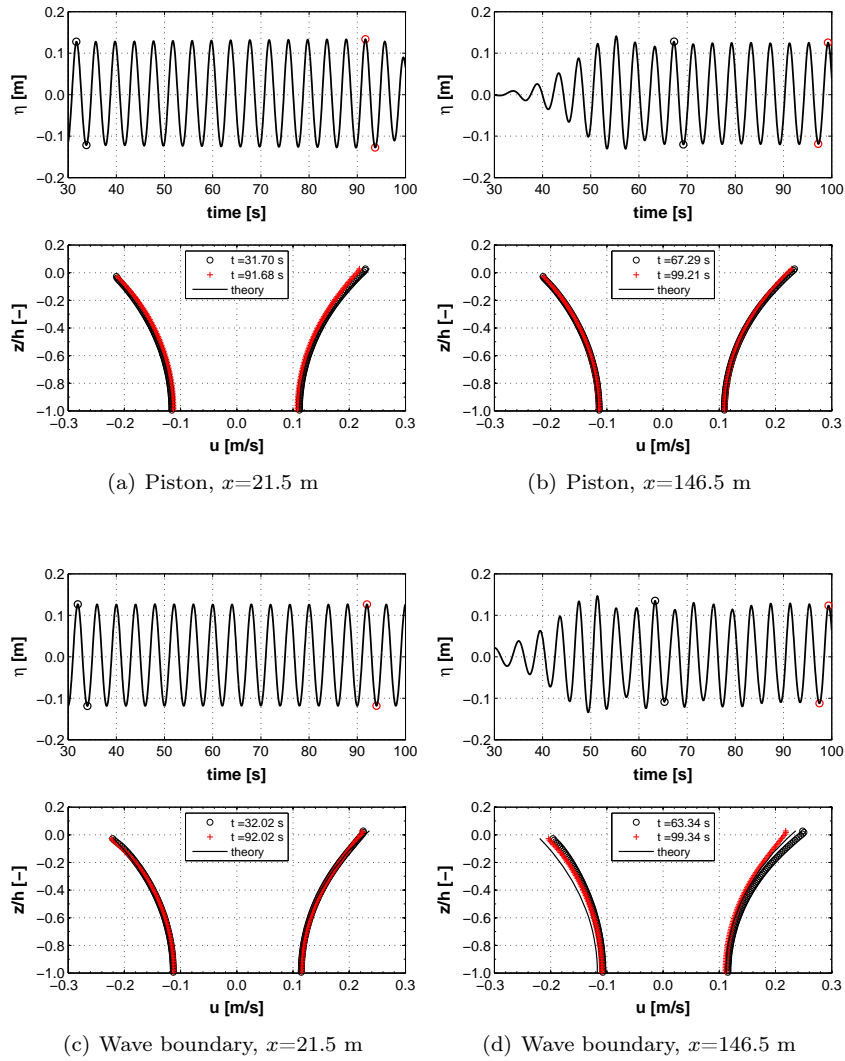 0.2
0.1
0.0
−0.1
−0.2
η [m]
30 40 50 60 70 80 90 100
time [s]
0.2
0.1
0.0
−0.1
−0.2
η [m]
30 40 50 60 70 80 90 100
time [s]
0.2
0.0
−0.2
−0.4
−0.6
−0.8
−1.0
z/h [−]
t =31.70 s
t =91.68 s
theory
−0.3 −0.2 −0.1 0.0 0.1 0.2 0.3
u [m/s]
0.2
0.0
−0.2
−0.4
−0.6
−0.8
−1.0
z/h [−]
t =67.29 s
t =99.21 s
theory
−0.3 −0.2 −0.1 0.0 0.1 0.2 0.3
u [m/s]
(a) Piston, x=21.5 m
(b) Piston, x=146.5 m
0.2
0.1
0.0
−0.1
−0.2
η [m]
30 40 50 60 70 80 90 100
time [s]
0.2
0.1
0.0
−0.1
−0.2
η [m]
30 40 50 60 70 80 90 100
time [s]
0.2
0.0
−0.2
−0.4
−0.6
−0.8
−1.0
z/h [−]
t =32.02 s
t =92.02 s
theory
−0.3 −0.2 −0.1 0.0 0.1 0.2 0.3
u [m/s]
0.2
0.0
−0.2
−0.4
−0.6
−0.8
−1.0
z/h [−]
t =63.34 s
t =99.34 s
theory
−0.3 −0.2 −0.1 0.0 0.1 0.2 0.3
u [m/s]
(c) Wave boundary, x=21.5 m
(d) Wave boundary, x=146.5 m